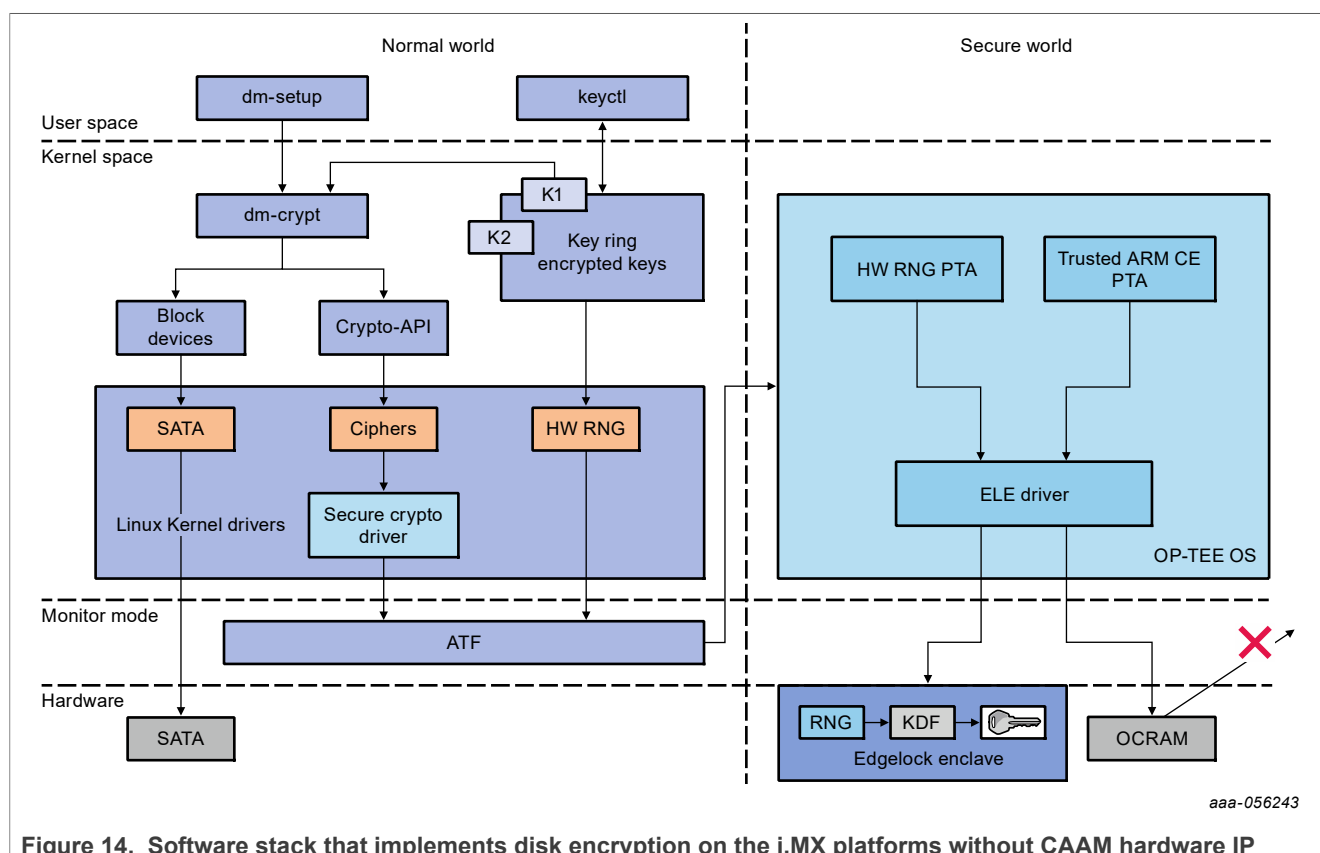 Normal world
Secure world
dm-setup
keyctl
User space
Kernel space
K1
dm-crypt
K2
Key ring
encrypted keys
HW RNG PTA
Trusted ARM CE
PTA
Block
devices
Crypto-API
SATA
Ciphers
HW RNG
ELE driver
Secure crypto
driver
Linux Kernel drivers
OP-TEE OS
Monitor mode
ATF
Hardware
RNG
KDF
SATA
OCRAM
Edgelock enclave
aaa-056243
Figure 14. Software stack that implements disk encryption on the i.MX platforms without CAAM hardware IP